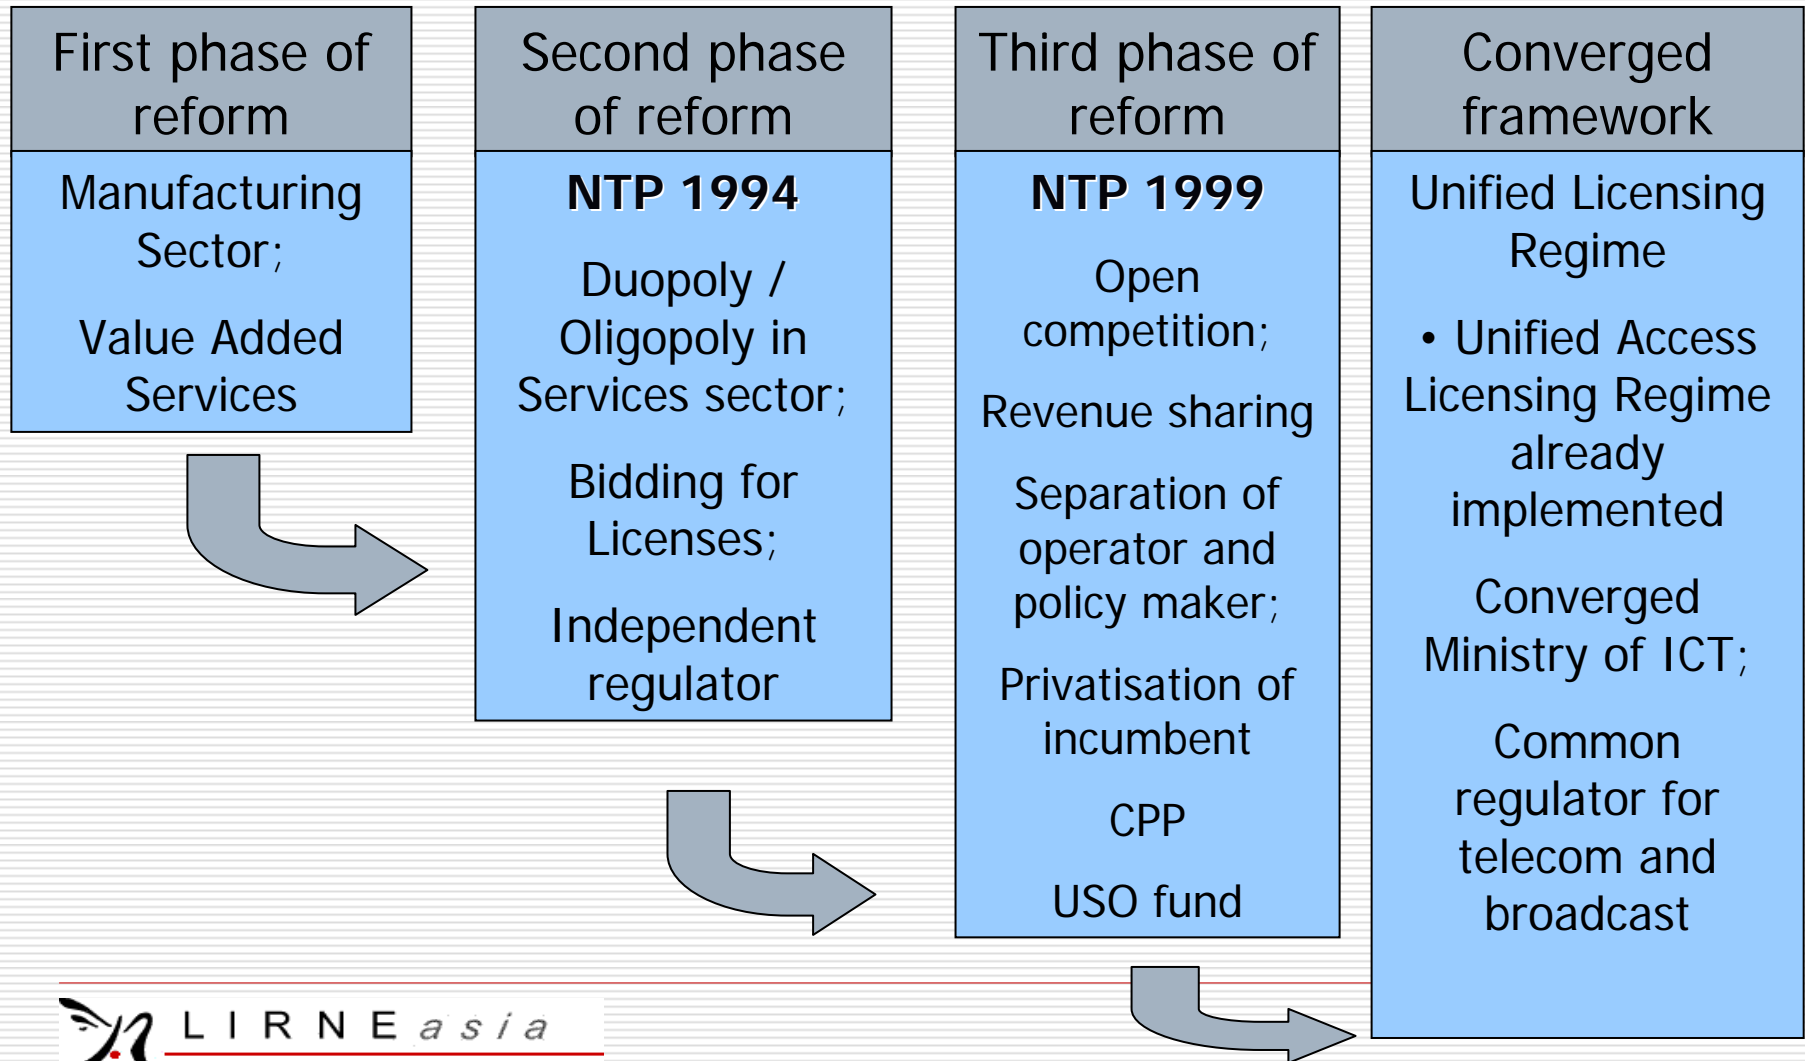 First phase of
reform
Manufacturing
Sector;
Value Added
Services
Second phase
of reform
NTP 1994
Duopoly /
Oligopoly in
Services sector;
Bidding for
Licenses;
Independent
regulator
Third phase of
reform
NTP 1999
Open
competition;
Revenue sharing
Separation of
operator and
policy maker;
Privatisation of
incumbent
CPP
USO fund
Converged
framework
Unified Licensing
Regime
• Unified Access
Licensing Regime
already
implemented
Converged
Ministry of ICT;
Common
regulator for
telecom and
broadcast
LIRNEasia